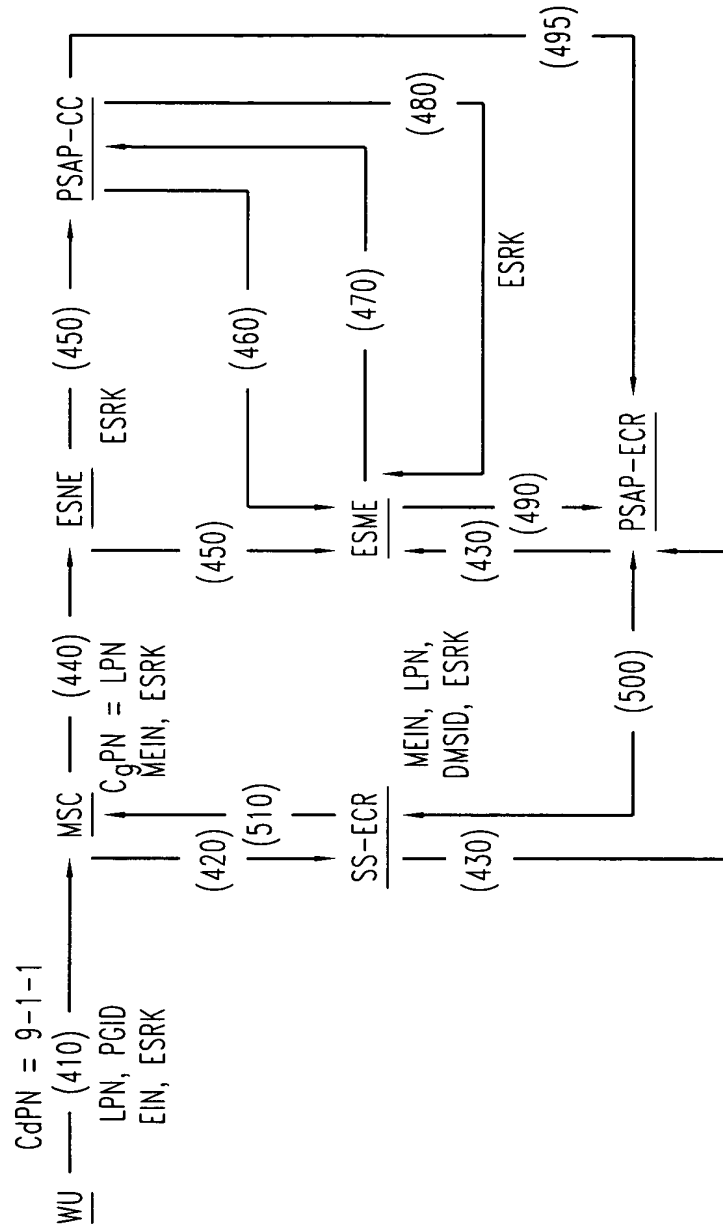 CdPN = 9-1-1
WU
(410)
LPN, PGID
EIN, ESRK
MSC
(440)
CgPN = LPN
MEIN, ESRK
ESNE
(450)
ESRK
PSAP-CC
(420)
(510)
(450)
(460)
(470)
(480)
(495)
SS-ECR
MEIN, LPN,
DMSID, ESRK
ESME
ESRK
(430)
(430)
(490)
(500)
PSAP-ECR